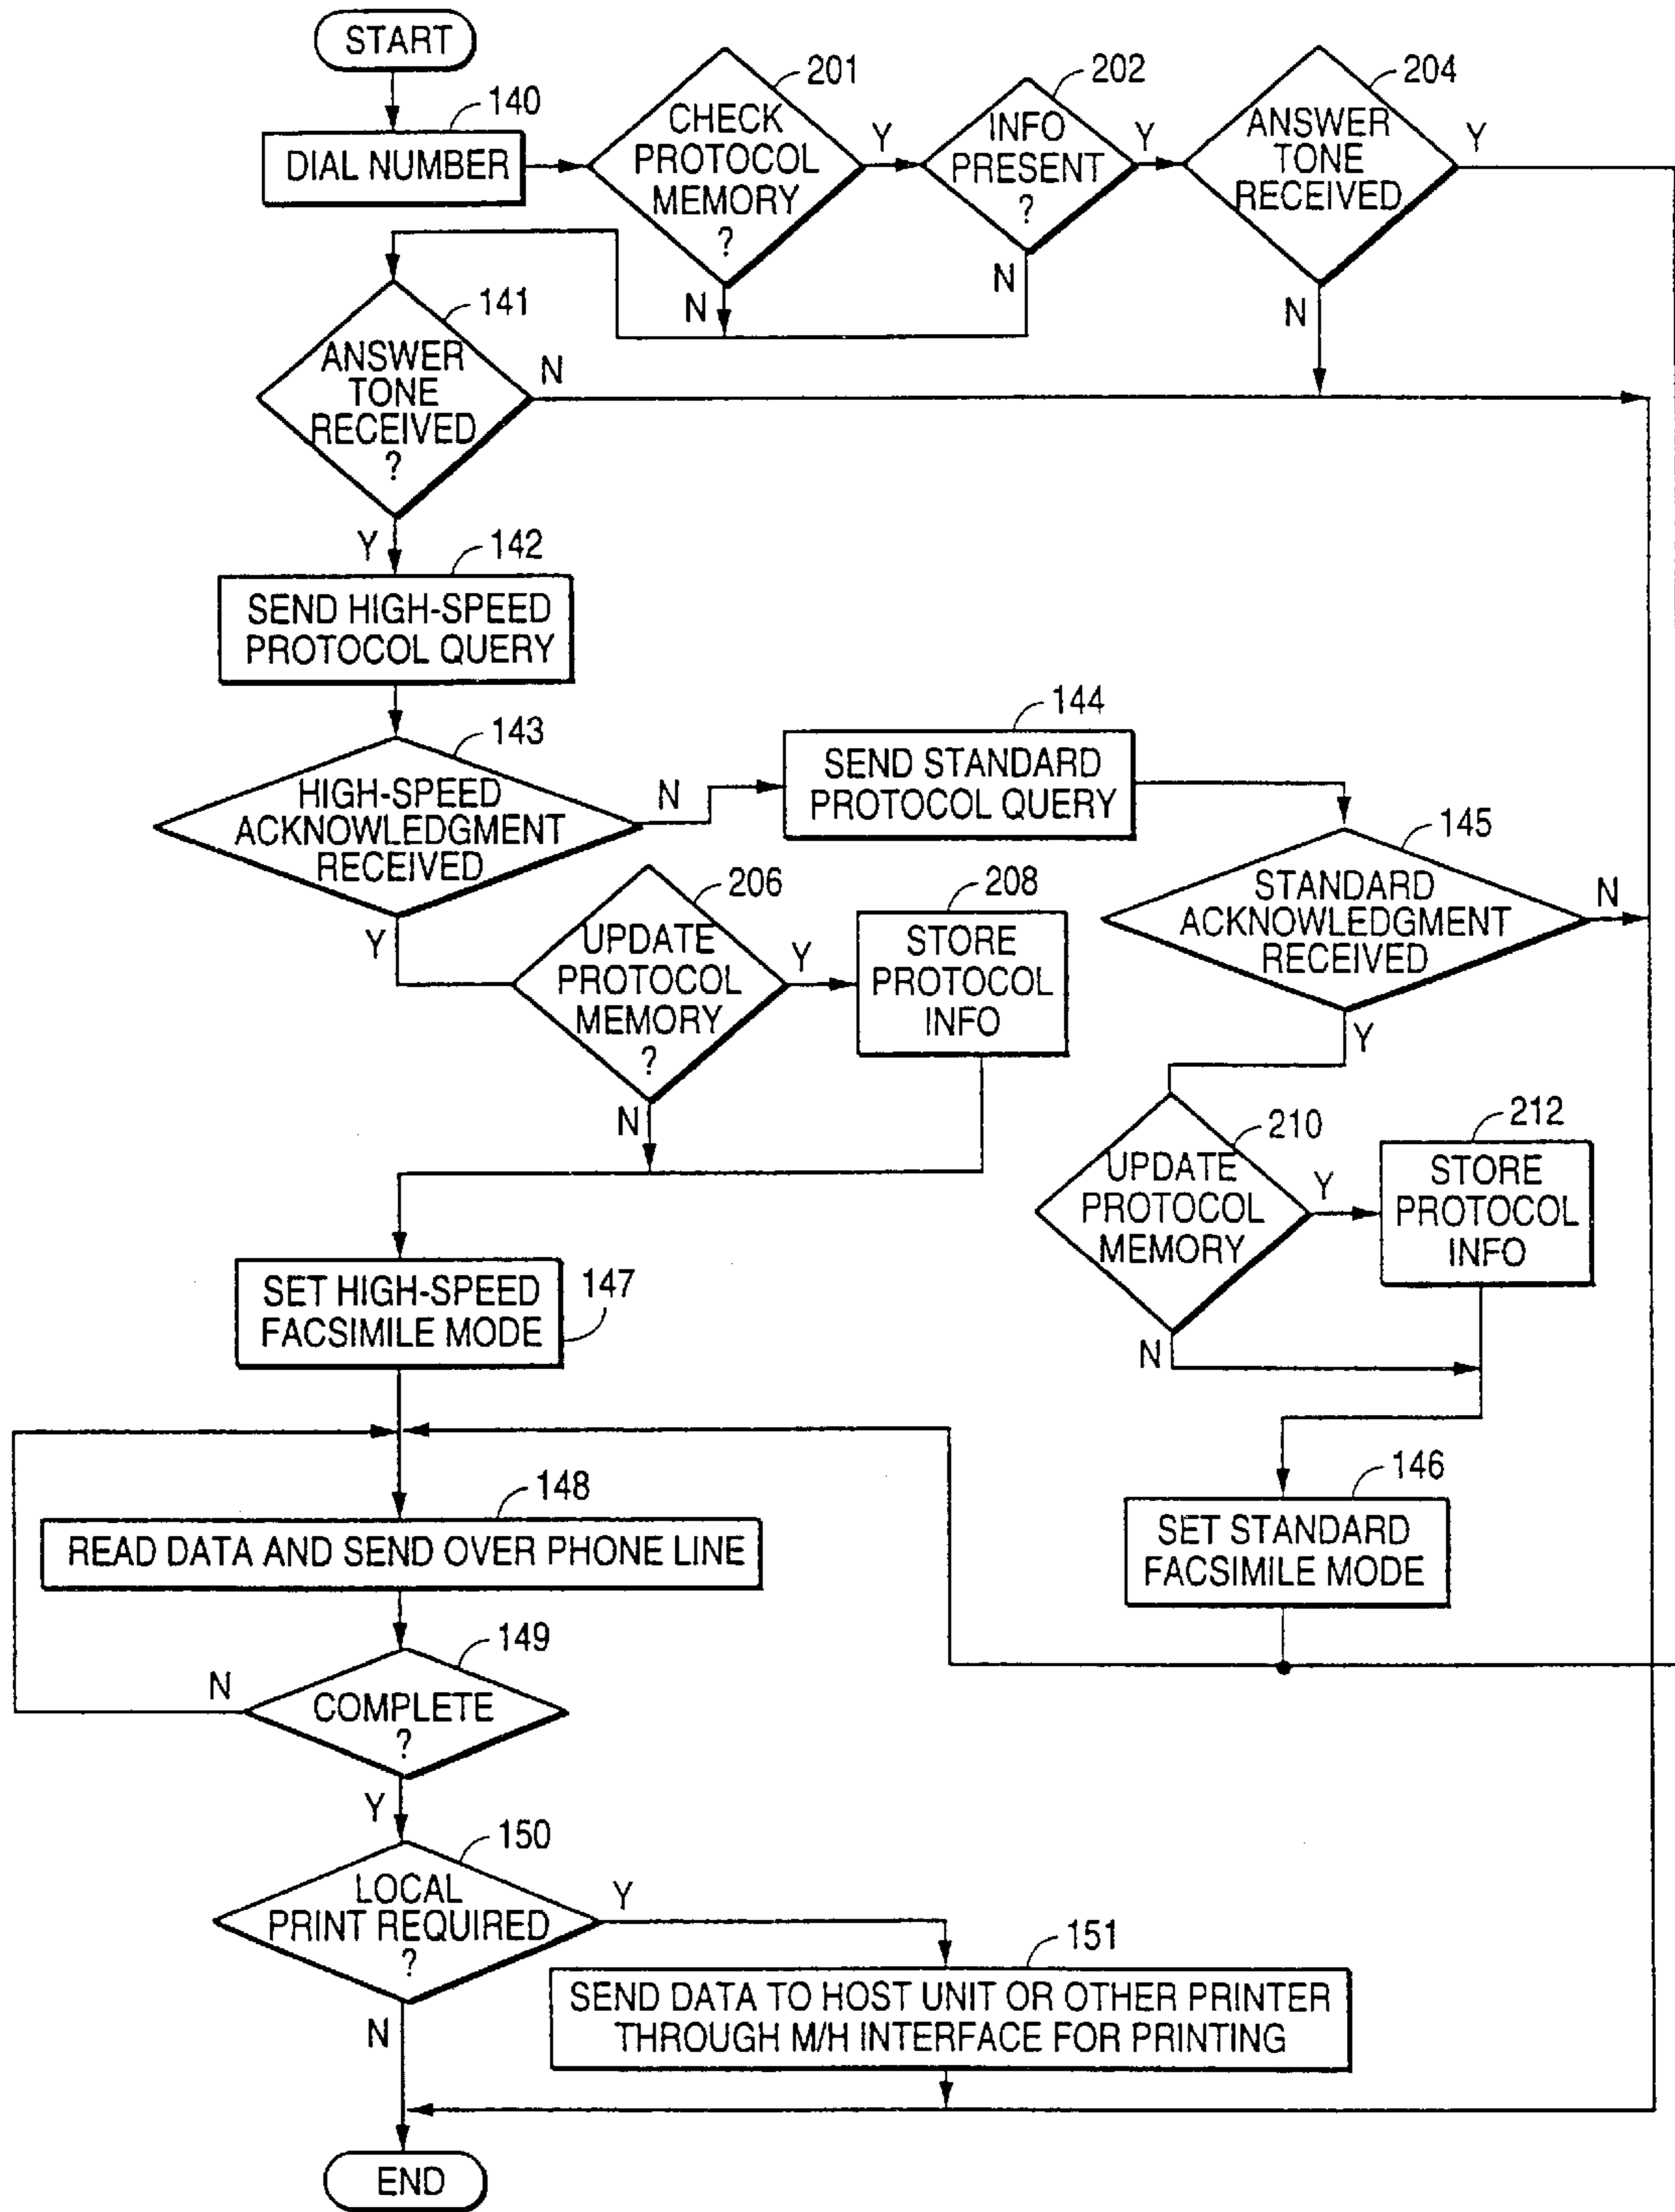 START
140
DIAL NUMBER
201
CHECK
PROTOCOL
MEMORY
?
Y
N
202
INFO
PRESENT
?
Y
N
204
ANSWER
TONE
RECEIVED
Y
N
141
ANSWER
TONE
RECEIVED
?
N
Y
142
SEND HIGH-SPEED
PROTOCOL QUERY
143
HIGH-SPEED
ACKNOWLEDGMENT
RECEIVED
N
Y
144
SEND STANDARD
PROTOCOL QUERY
145
STANDARD
ACKNOWLEDGMENT
RECEIVED
N
Y
206
UPDATE
PROTOCOL
MEMORY
?
Y
N
208
STORE
PROTOCOL
INFO
210
UPDATE
PROTOCOL
MEMORY
Y
N
212
STORE
PROTOCOL
INFO
SET HIGH-SPEED
FACSIMILE MODE
147
146
SET STANDARD
FACSIMILE MODE
148
READ DATA AND SEND OVER PHONE LINE
149
COMPLETE
?
N
Y
150
LOCAL
PRINT REQUIRED
?
Y
N
151
SEND DATA TO HOST UNIT OR OTHER PRINTER
THROUGH M/H INTERFACE FOR PRINTING
END